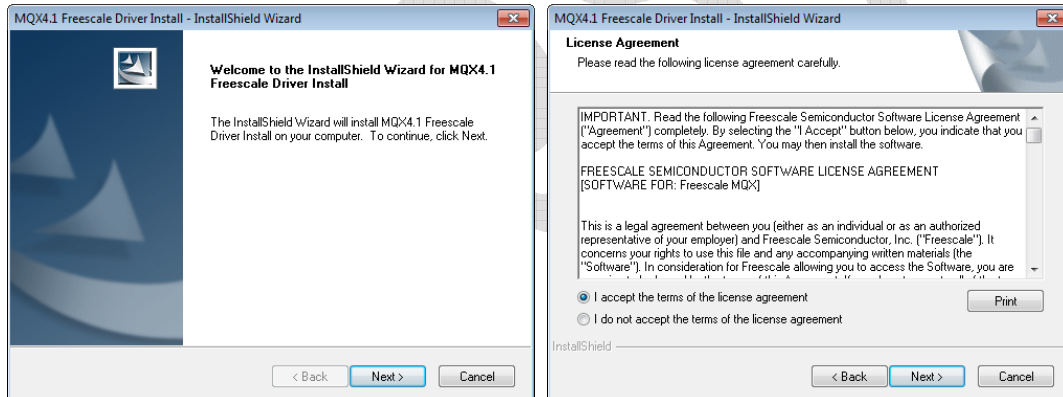 MQX4.1 Freescale Driver Install - InstallShield Wizard
Welcome to the InstallShield Wizard for MQX4.1
Freescale Driver Install
The InstallShield Wizard will install MQX4.1 Freescale
Driver Install on your computer. To continue, click Next.
< Back Next > Cancel
MQX4.1 Freescale Driver Install - InstallShield Wizard
License Agreement
Please read the following license agreement carefully.
IMPORTANT. Read the following Freescale Semiconductor Software License Agreement
("Agreement") completely. By selecting the "I Accept" button below, you indicate that you
accept the terms of this Agreement. You may then install the software.
FREESCALE SEMICONDUCTOR SOFTWARE LICENSE AGREEMENT
[SOFTWARE FOR: Freescale MQX]
This is a legal agreement between you (either as an individual or as an authorized
representative of your employer) and Freescale Semiconductor, Inc. ("Freescale"). It
concerns your rights to use this file and any accompanying written materials (the
"Software"). In consideration for Freescale allowing you to access the Software, you are
I accept the terms of the license agreement
Print
I do not accept the terms of the license agreement
InstallShield
< Back Next > Cancel